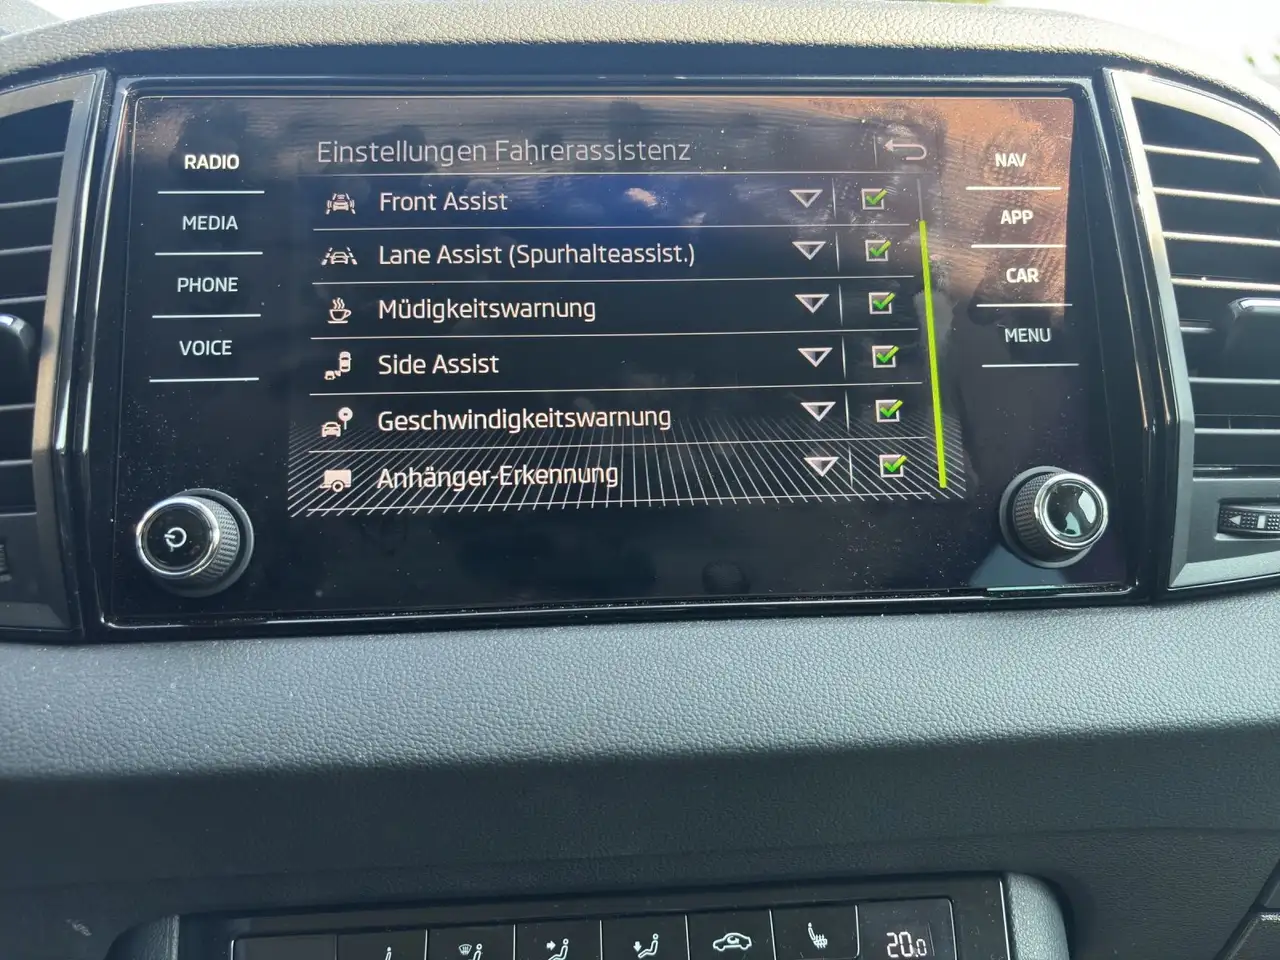 RADIO
MEDIA
PHONE
VOICE
Einstellungen Fahrerassistenz
Front Assist
Lane Assist (Spurhalteassist.)
Müdigkeitswarnung
Side Assist
Geschwindigkeitswarnung
Anhänger-Erkennung
NAV
APP
CAR
MENU
20.0